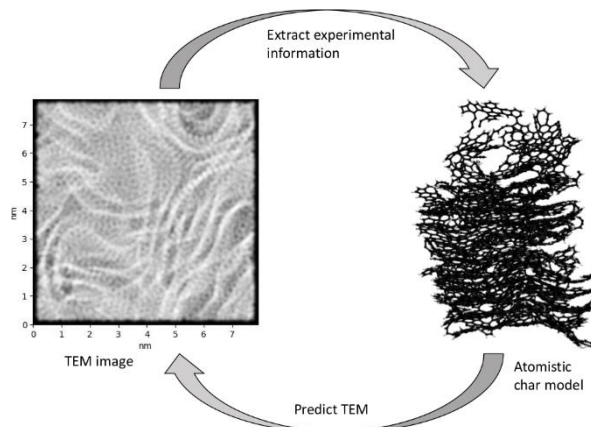 Extract experimental
information
7
6
5
4
3
2
1
0
nm
0 1 2 3 4 5 6 7
nm
TEM image
Atomistic
char model
Predict TEM